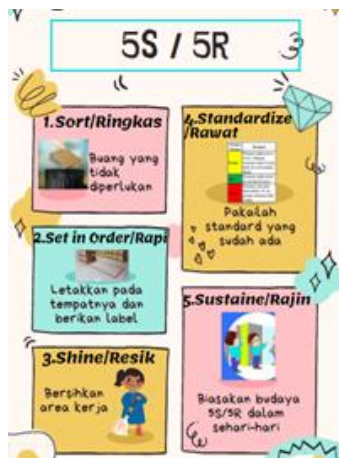 5S / 5R
1.Sort/Ringkas
Buang yang
tidak
diperlukan
2.Set in Order/Rapi
Letakkan pada
tempatnya dan
berikan label
3.Shine/Resik
Bersihkan
area kerja
4.Standardize
/Rawat
Pakailah
standard yang
sudah ada
5.Sustaine/Rajin
Biasakan budaya
5S/5R dalam
sehari-hari